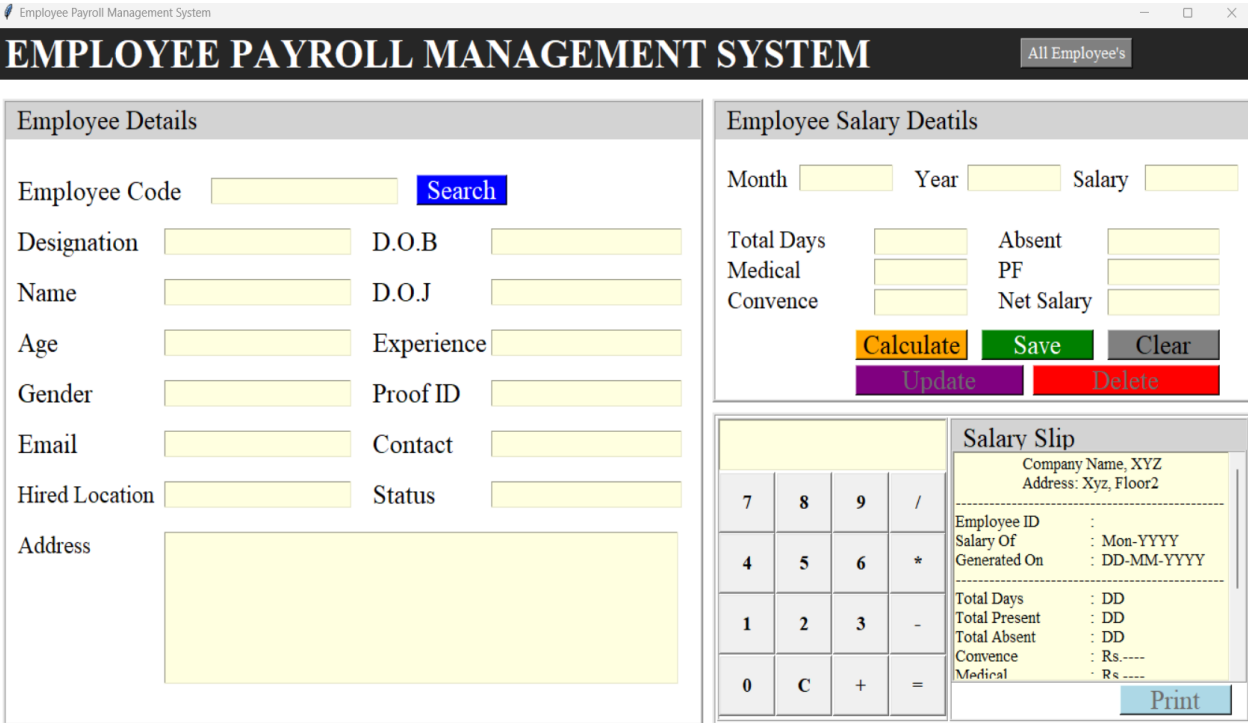 Employee Payroll Management System
EMPLOYEE PAYROLL MANAGEMENT SYSTEM
All Employee's
Employee Details
Employee Code
Search
Designation
D.O.B
Name
D.O.J
Age
Experience
Gender
Proof ID
Email
Contact
Hired Location
Status
Address
Employee Salary Deatils
Month
Year
Salary
Total Days
Absent
Medical
PF
Convence
Net Salary
Calculate
Save
Clear
Update
Delete
7 8 9 /
4 5 6 *
1 2 3 -
0 C + =
Salary Slip
Company Name, XYZ
Address: Xyz, Floor2
------------------------------------------------
Employee ID :
Salary Of : Mon-YYYY
Generated On : DD-MM-YYYY
------------------------------------------------
Total Days : DD
Total Present : DD
Total Absent : DD
Convence : Rs.----
Medical : Rs.----
Print